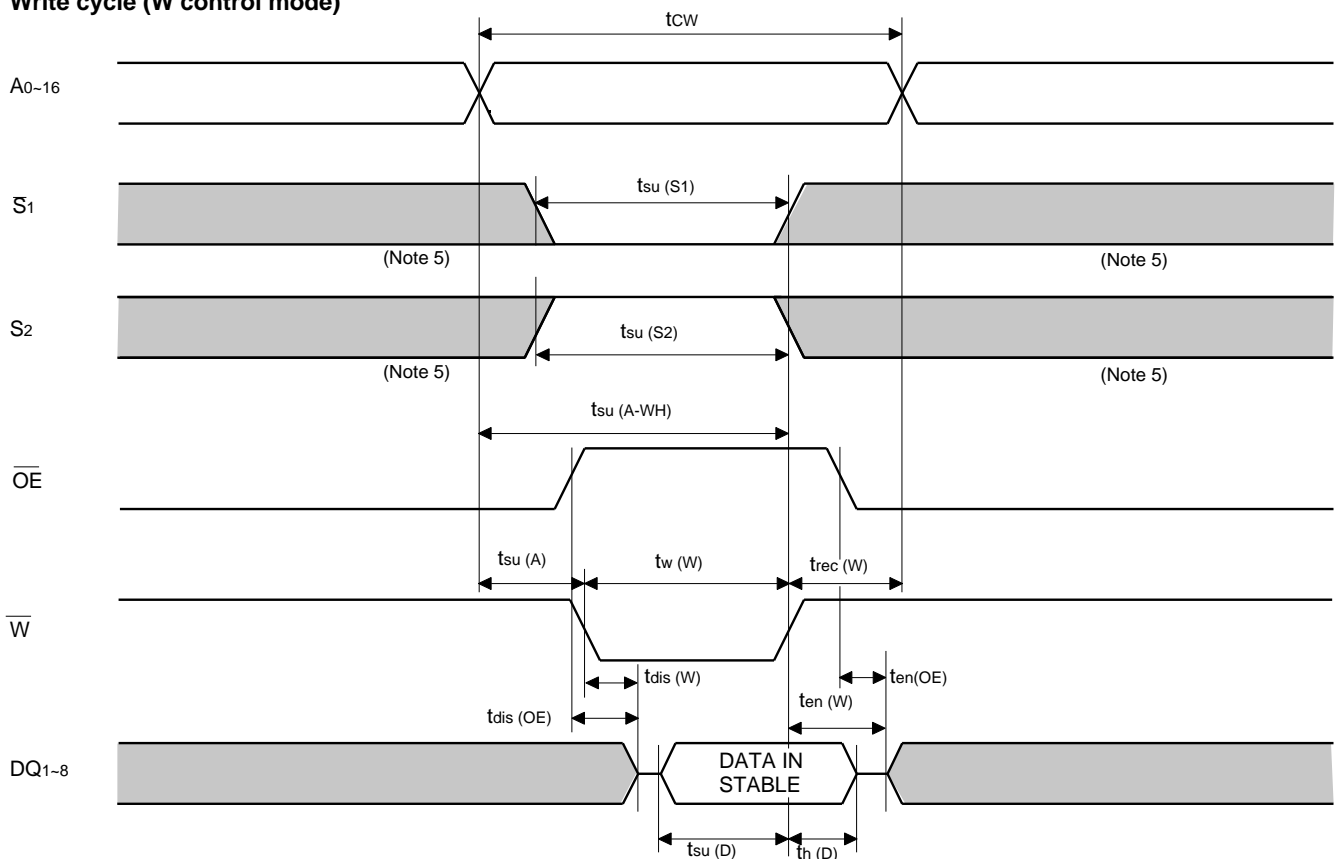 Write cycle (W control mode)
tCW
A0~16
S̅1
tsu (S1)
(Note 5)
(Note 5)
S2
tsu (S2)
(Note 5)
(Note 5)
tsu (A-WH)
O̅E̅
tsu (A)
tw (W)
trec (W)
W̅
tdis (W)
ten(OE)
ten (W)
tdis (OE)
DQ1~8
DATA IN
STABLE
tsu (D)
th (D)